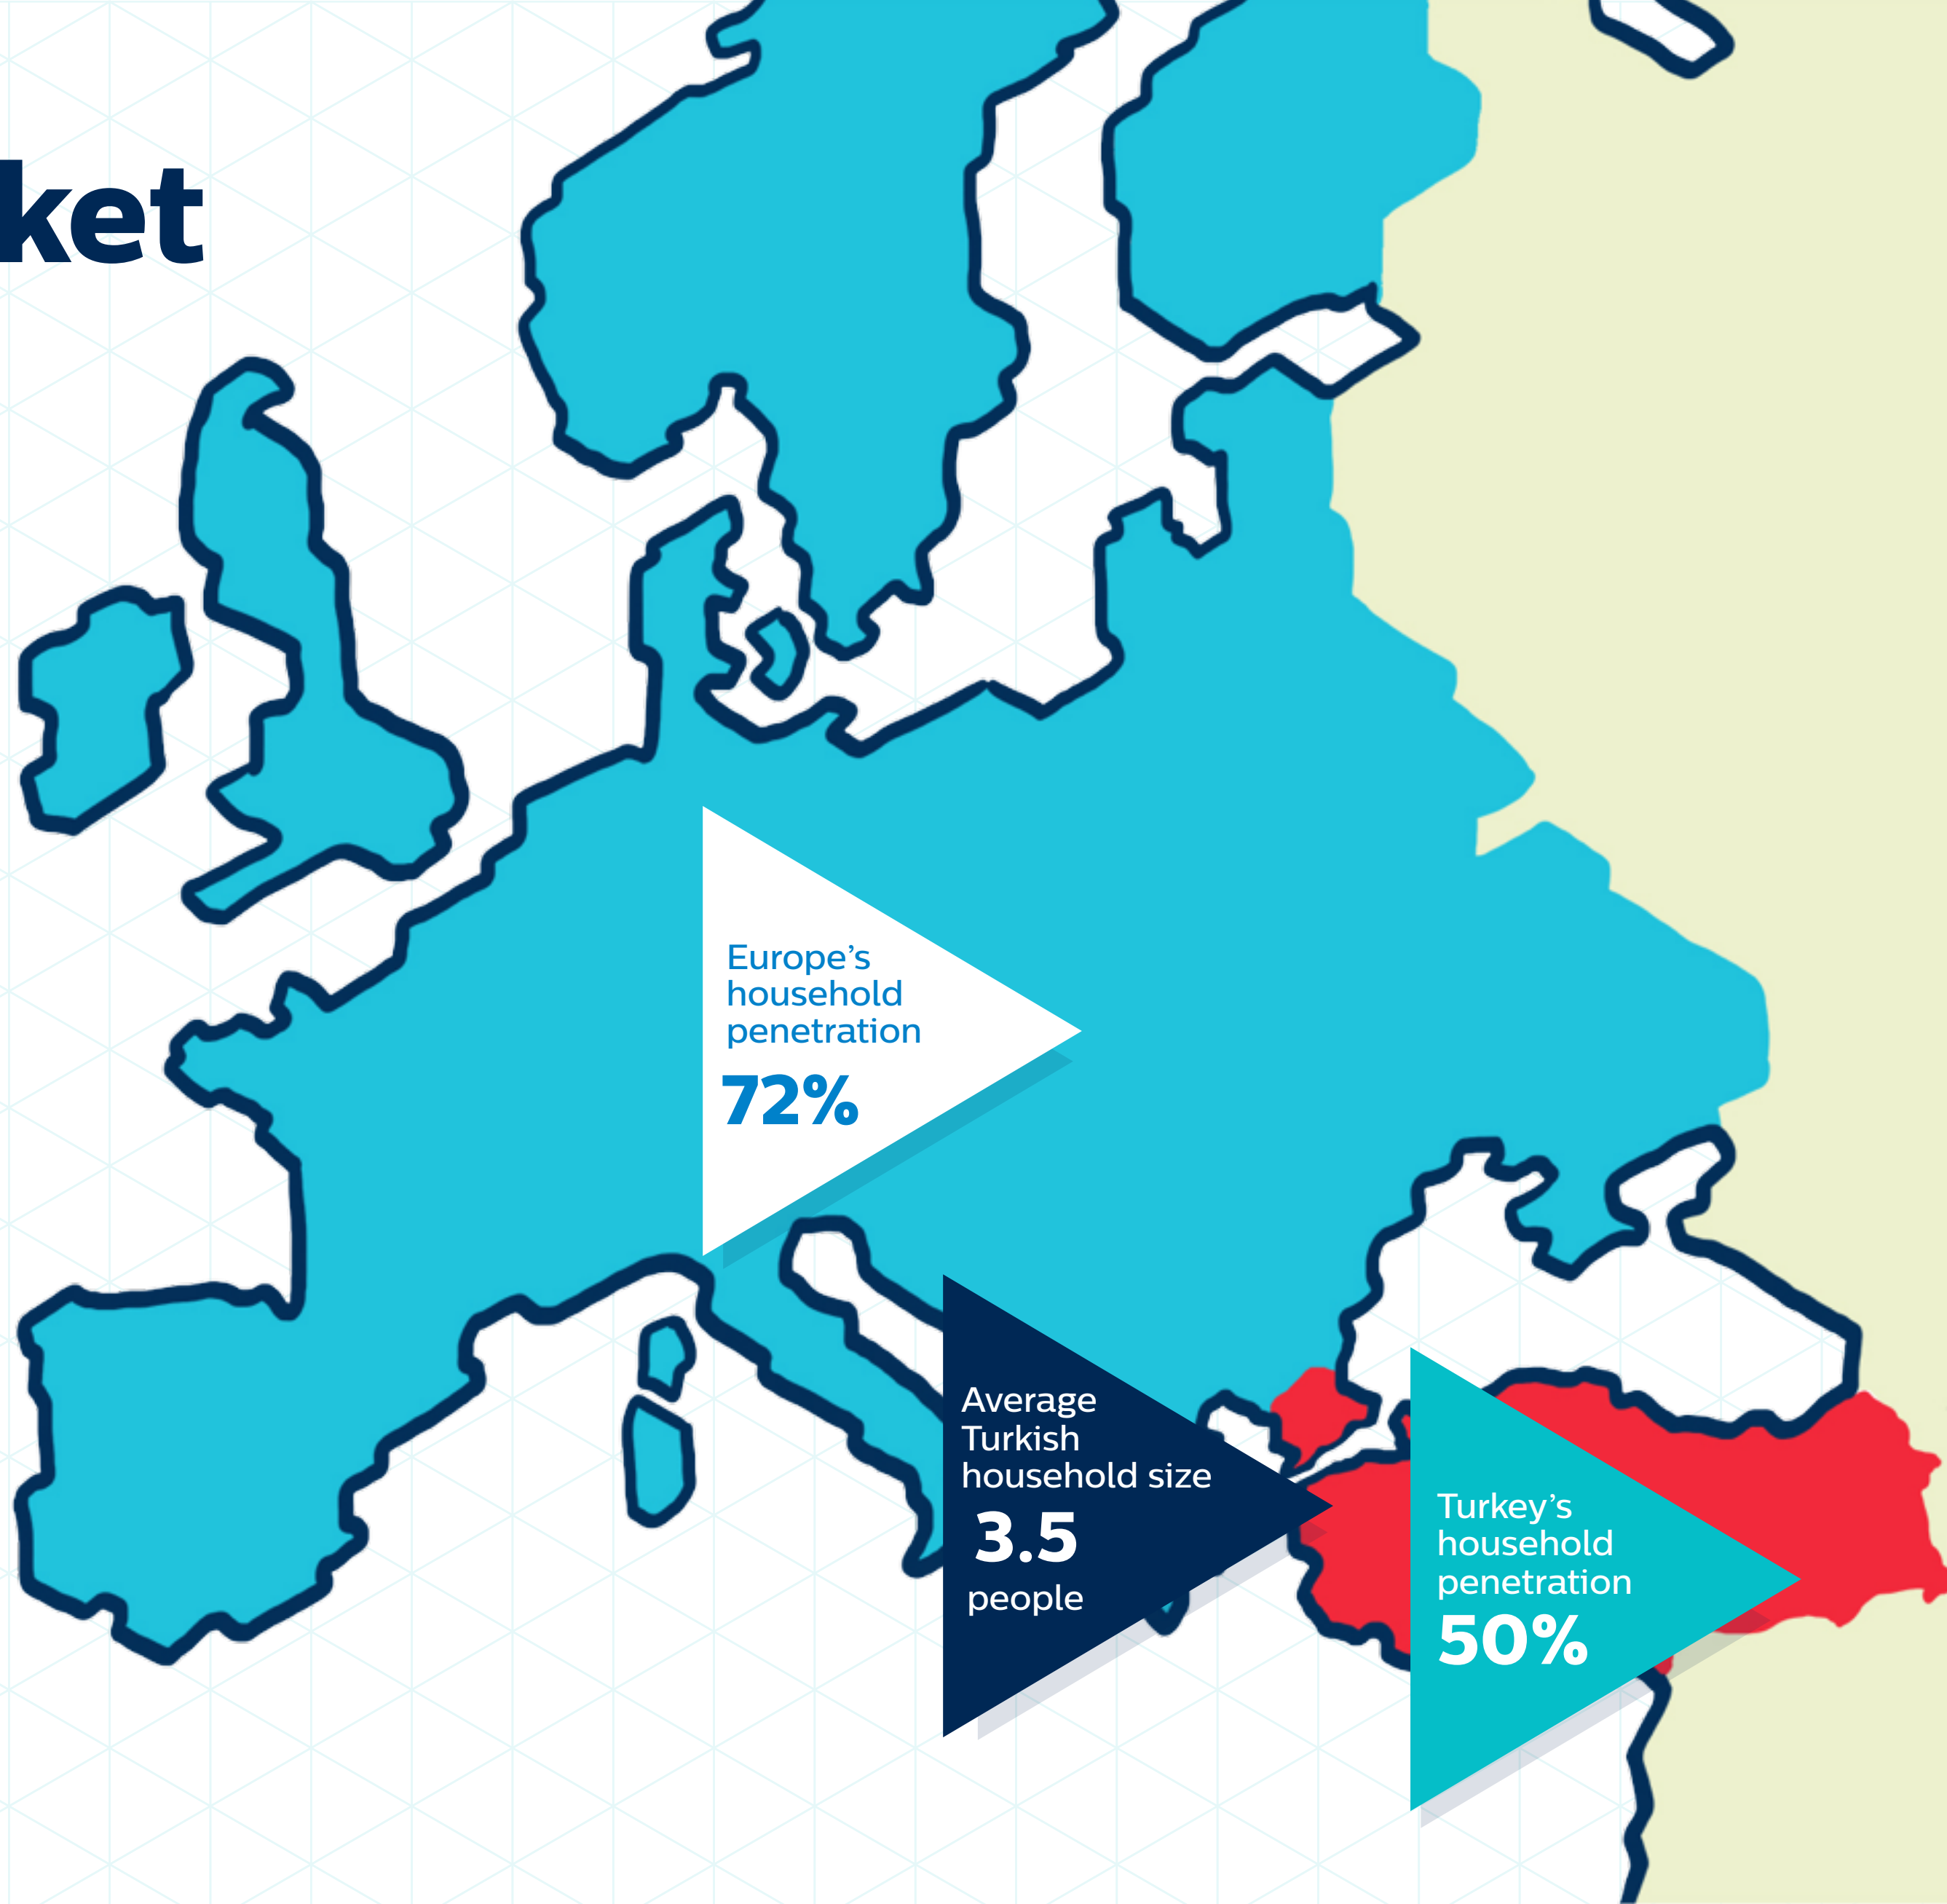 ket
Europe’s
household
penetration
72%
Average
Turkish
household size
3.5
people
Turkey’s
household
penetration
50%